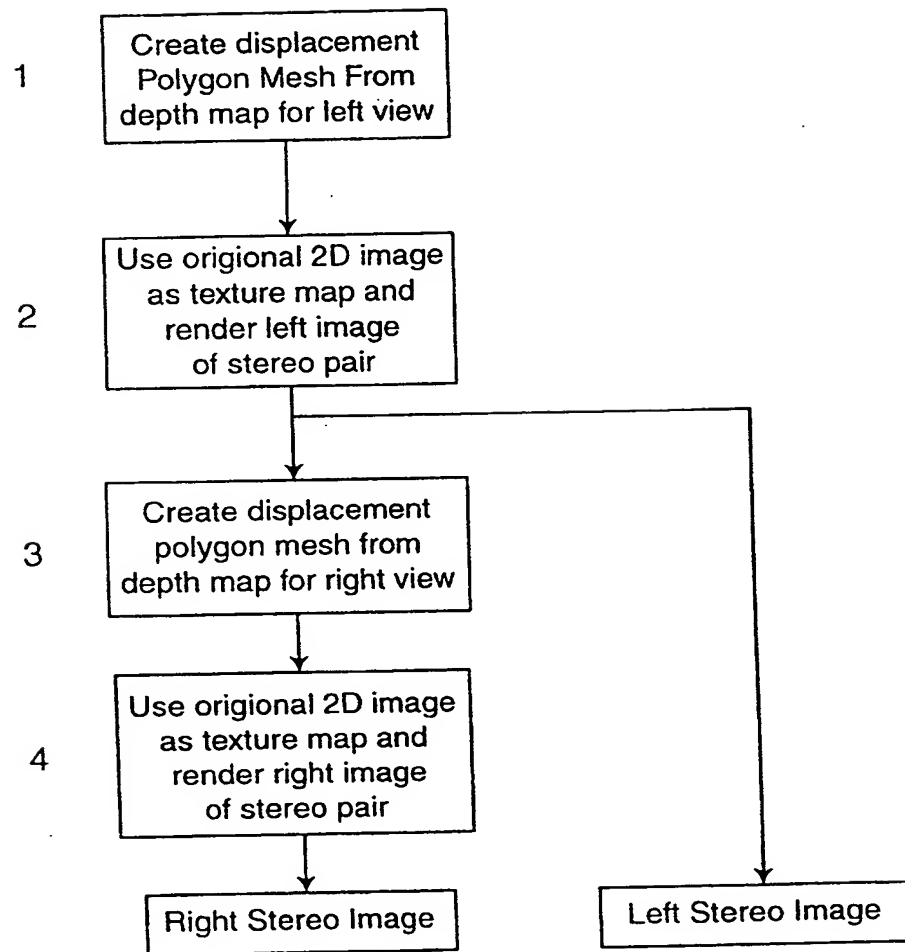 1
Create displacement
Polygon Mesh From
depth map for left view
2
Use origional 2D image
as texture map and
render left image
of stereo pair
3
Create displacement
polygon mesh from
depth map for right view
4
Use origional 2D image
as texture map and
render right image
of stereo pair
Right Stereo Image
Left Stereo Image